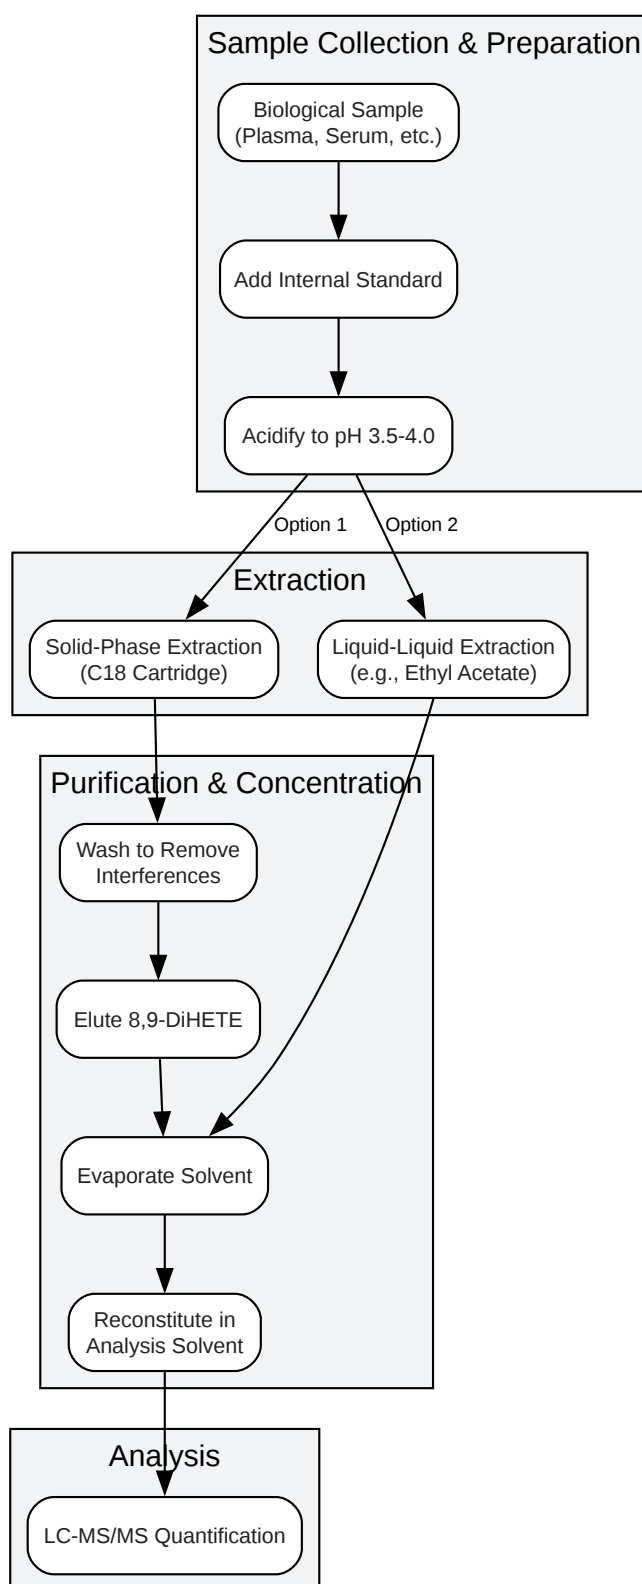 Sample Collection & Preparation
Biological Sample
(Plasma, Serum, etc.)
Add Internal Standard
Acidify to pH 3.5-4.0
Option 1
Option 2
Extraction
Solid-Phase Extraction
(C18 Cartridge)
Liquid-Liquid Extraction
(e.g., Ethyl Acetate)
Purification & Concentration
Wash to Remove
Interferences
Elute 8,9-DiHETE
Evaporate Solvent
Reconstitute in
Analysis Solvent
Analysis
LC-MS/MS Quantification